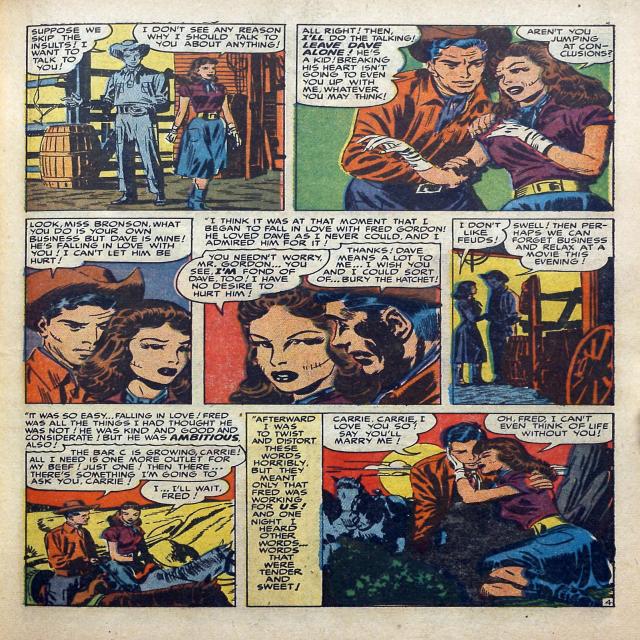 SUPPOSE WE
SKIP THE
INSULTS! I
WANT TO
TALK TO
YOU!
I DON'T SEE ANY REASON
WHY I SHOULD TALK TO
YOU ABOUT ANYTHING!
ALL RIGHT! THEN,
I'LL DO THE TALKING!
LEAVE DAVE
ALONE! HE'S
A KID! BREAKING
HIS HEART ISN'T
GOING TO EVEN
YOU UP WITH
ME, WHATEVER
YOU MAY THINK!
AREN'T YOU
JUMPING
AT CON-
CLUSIONS?
LOOK, MISS BRONSON, WHAT
YOU DO IS YOUR OWN
BUSINESS BUT DAVE IS MINE!
HE'S FALLING IN LOVE WITH
YOU! I CAN'T LET HIM BE
HURT!
"I THINK IT WAS AT THAT MOMENT THAT I
BEGAN TO FALL IN LOVE WITH FRED GORDON!
HE LOVED DAVE AS I NEVER COULD, AND I
ADMIRED HIM FOR IT!
YOU NEEDN'T WORRY,
MR. GORDON... YOU
SEE, I'M FOND OF
DAVE, TOO! I HAVE
NO DESIRE TO
HURT HIM!
THANKS! DAVE
MEANS A LOT TO
ME... I WISH YOU
AND I COULD SORT
OF... BURY THE HATCHET!
I DON'T
LIKE
FEUDS!
SWELL! THEN PER-
HAPS WE CAN
FORGET BUSINESS
AND RELAX AT A
MOVIE THIS
EVENING!
"IT WAS SO EASY... FALLING IN LOVE! FRED
WAS ALL THE THINGS I HAD THOUGHT HE
WAS NOT! HE WAS KIND AND GOOD AND
CONSIDERATE! BUT HE WAS AMBITIOUS,
ALSO!
THE BAR C IS GROWING, CARRIE!
ALL I NEED IS ONE MORE OUTLET FOR
MY BEEF! JUST ONE! THEN THERE...
THERE'S SOMETHING I'M GOING TO
ASK YOU, CARRIE!
I... I'LL WAIT,
FRED!
"AFTERWARD
I WAS
TO TWIST
AND DISTORT
THESE
WORDS
HORRIBLY,
BUT THEY
MEANT
ONLY THAT
FRED WAS
WORKING
FOR US!
AND ONE
NIGHT I
HEARD
OTHER
WORDS...
WORDS
THAT
WERE
TENDER
AND
SWEET!
CARRIE, CARRIE, I
LOVE YOU SO!
SAY YOU'LL
MARRY ME!
OH, FRED, I CAN'T
EVEN THINK OF LIFE
WITHOUT YOU!
4